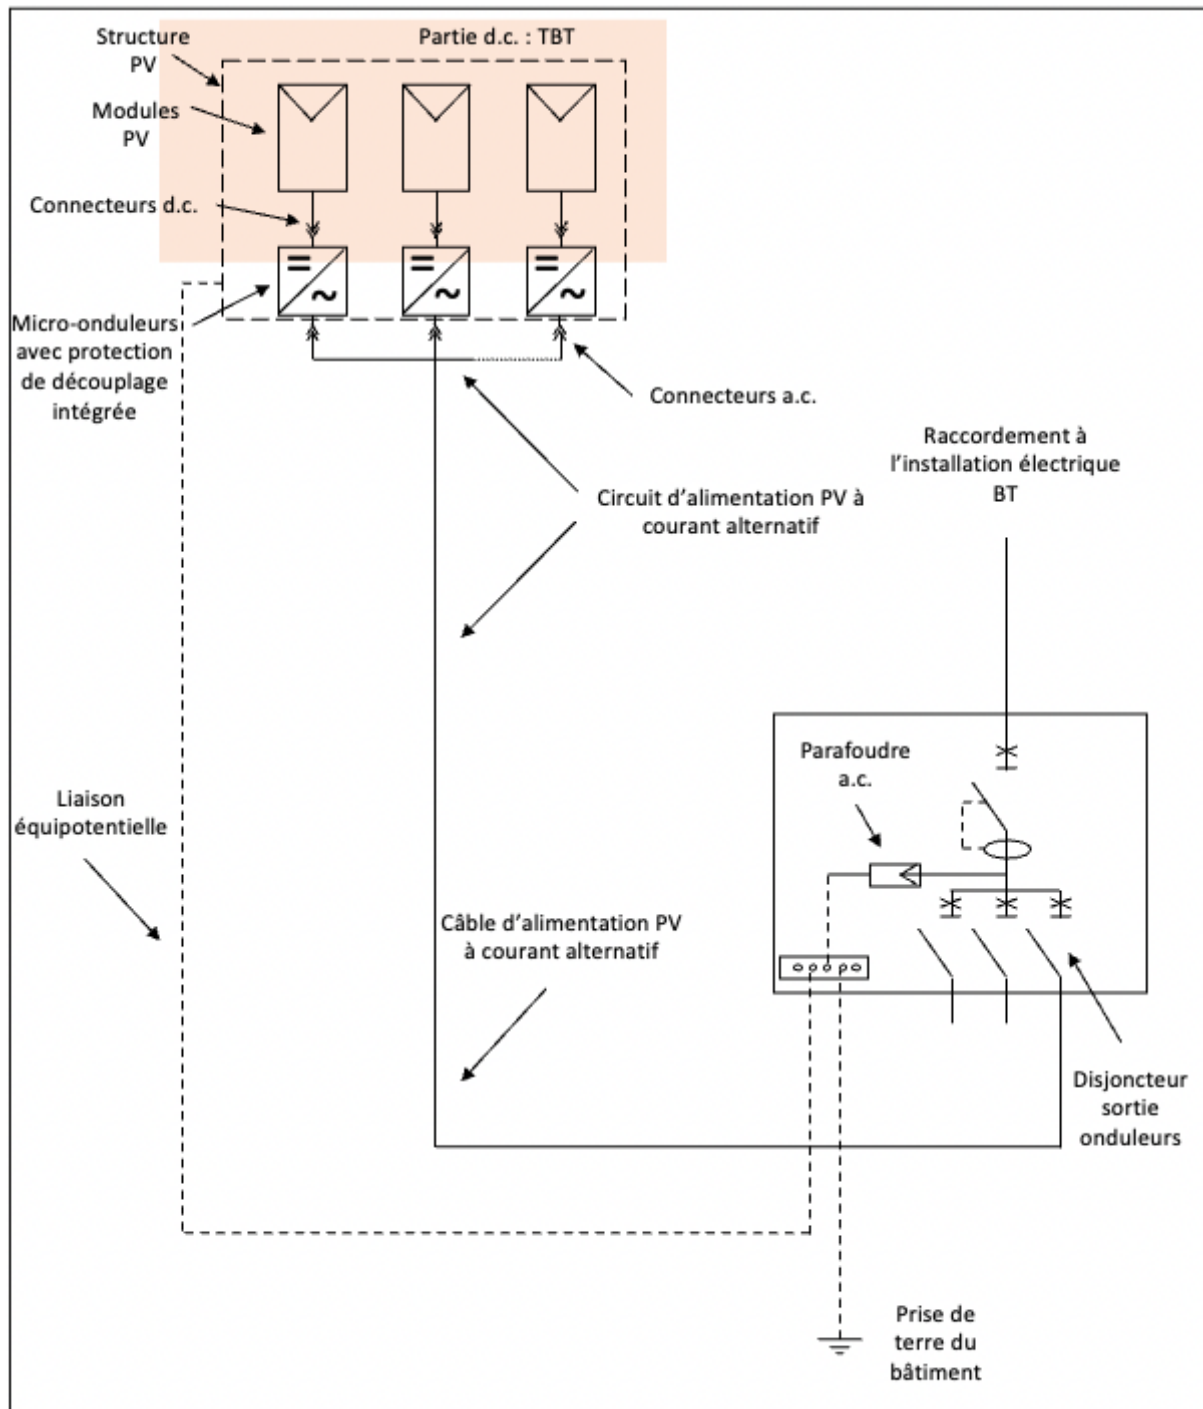 Structure
PV
Partie d.c. : TBT
Modules
PV
Connecteurs d.c.
Micro-onduleurs
avec protection
de découplage
intégrée
Connecteurs a.c.
Raccordement à
l'installation électrique
BT
Circuit d'alimentation PV à
courant alternatif
Parafoudre
a.c.
Liaison
équipotentielle
Câble d'alimentation PV
à courant alternatif
Disjoncteur
sortie
onduleurs
Prise de
terre du
bâtiment